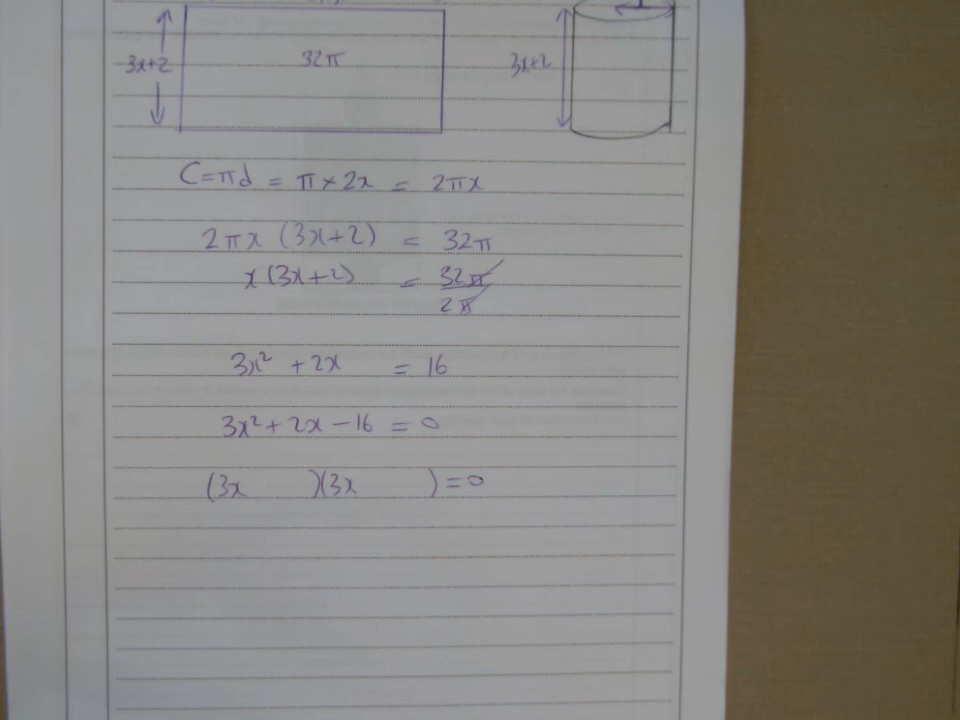 3x+2
32π
3x+2
C=πd = π×2x = 2πx
2πx (3x+2) = 32π
x(3x+2) = 32π/2π
3x² +2x = 16
3x²+2x-16 = 0
(3x )(3x )=0